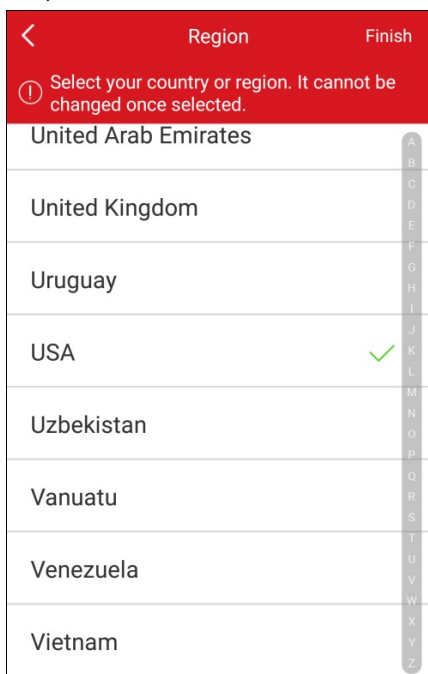 Region
Finish
Select your country or region. It cannot be
changed once selected.
United Arab Emirates
United Kingdom
Uruguay
USA
Uzbekistan
Vanuatu
Venezuela
Vietnam
A
B
C
D
E
F
G
H
I
J
K
L
M
N
O
P
Q
R
S
T
U
V
W
X
Y
Z